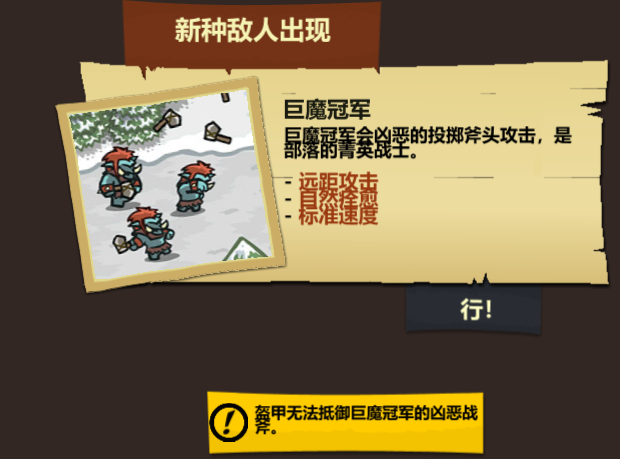 新种敌人出现
巨魔冠军
巨魔冠军会凶恶的投掷斧头攻击，是
部落的菁英战士。
- 远距攻击
- 自然痊愈
- 标准速度
行！
盔甲无法抵御巨魔冠军的凶恶战
斧。